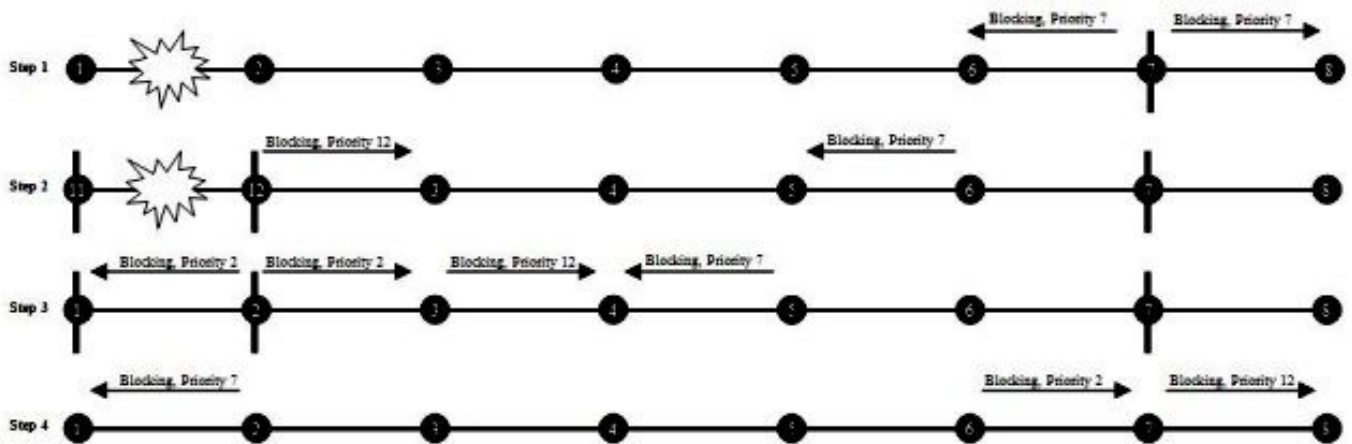 Blocking, Priority 7 Blocking, Priority 7
Step 1 1 2 3 4 5 6 7 8
Blocking, Priority 12 Blocking, Priority 7
Step 2 11 12 3 4 5 6 7 8
Blocking, Priority 2 Blocking, Priority 2 Blocking, Priority 12 Blocking, Priority 7
Step 3 1 2 3 4 5 6 7 8
Blocking, Priority 7 Blocking, Priority 2 Blocking, Priority 12
Step 4 1 2 3 4 5 6 7 8